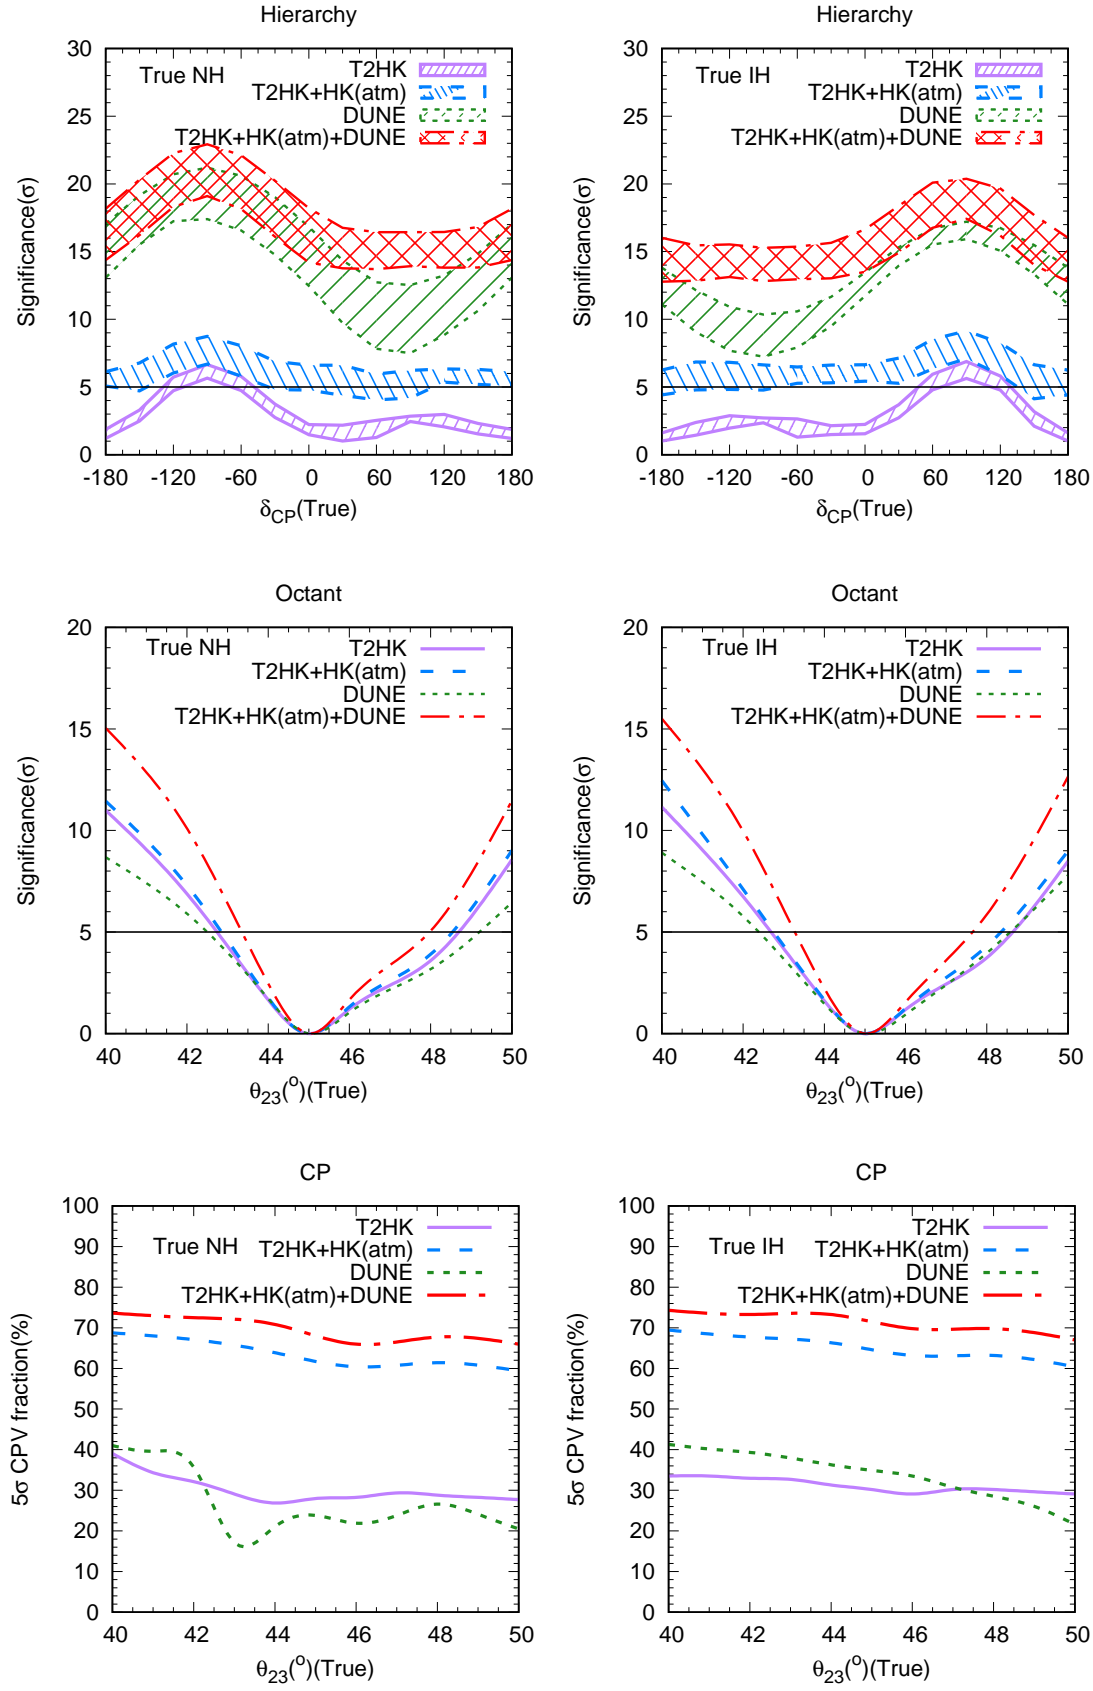 Hierarchy
True NH
T2HK
T2HK+HK(atm)
DUNE
T2HK+HK(atm)+DUNE
Significance(σ)
30
25
20
15
10
5
0
-180 -120 -60 0 60 120 180
δCP(True)
Hierarchy
True IH
T2HK
T2HK+HK(atm)
DUNE
T2HK+HK(atm)+DUNE
Significance(σ)
30
25
20
15
10
5
0
-180 -120 -60 0 60 120 180
δCP(True)
Octant
True NH
T2HK
T2HK+HK(atm)
DUNE
T2HK+HK(atm)+DUNE
Significance(σ)
20
15
10
5
0
40 42 44 46 48 50
θ23(o)(True)
Octant
True IH
T2HK
T2HK+HK(atm)
DUNE
T2HK+HK(atm)+DUNE
Significance(σ)
20
15
10
5
0
40 42 44 46 48 50
θ23(o)(True)
CP
True NH
T2HK
T2HK+HK(atm)
DUNE
T2HK+HK(atm)+DUNE
5σ CPV fraction(%)
100
90
80
70
60
50
40
30
20
10
0
40 42 44 46 48 50
θ23(o)(True)
CP
True IH
T2HK
T2HK+HK(atm)
DUNE
T2HK+HK(atm)+DUNE
5σ CPV fraction(%)
100
90
80
70
60
50
40
30
20
10
0
40 42 44 46 48 50
θ23(o)(True)